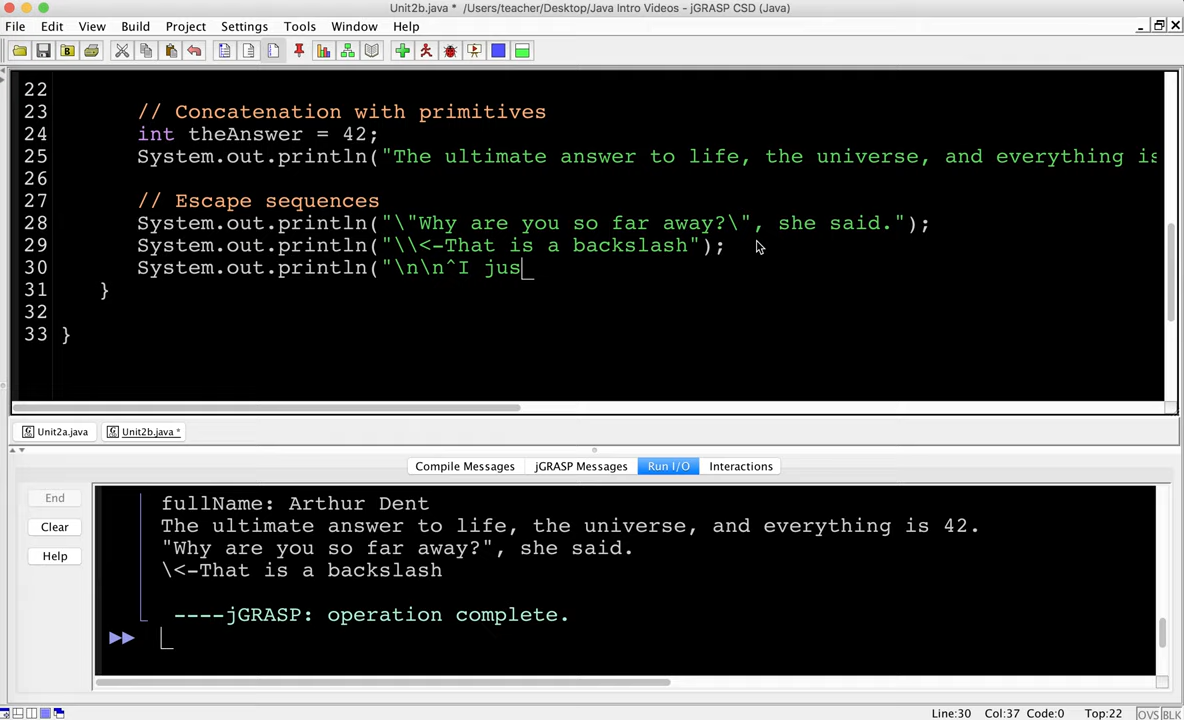 Unit2b.java * /Users/teacher/Desktop/Java Intro Videos - jGRASP CSD (Java)
File Edit View Build Project Settings Tools Window Help
22
23 // Concatenation with primitives
24 int theAnswer = 42;
25 System.out.println("The ultimate answer to life, the universe, and everything is
26
27 // Escape sequences
28 System.out.println("\"Why are you so far away?\", she said.");
29 System.out.println("\\<-That is a backslash");
30 System.out.println("\n\n^I jus
31 }
32
33 }
Unit2a.java Unit2b.java *
Compile Messages jGRASP Messages Run I/O Interactions
End
Clear
Help
fullName: Arthur Dent
The ultimate answer to life, the universe, and everything is 42.
"Why are you so far away?", she said.
\<-That is a backslash
----jGRASP: operation complete.
Line:30 Col:37 Code:0 Top:22 OVS BLK